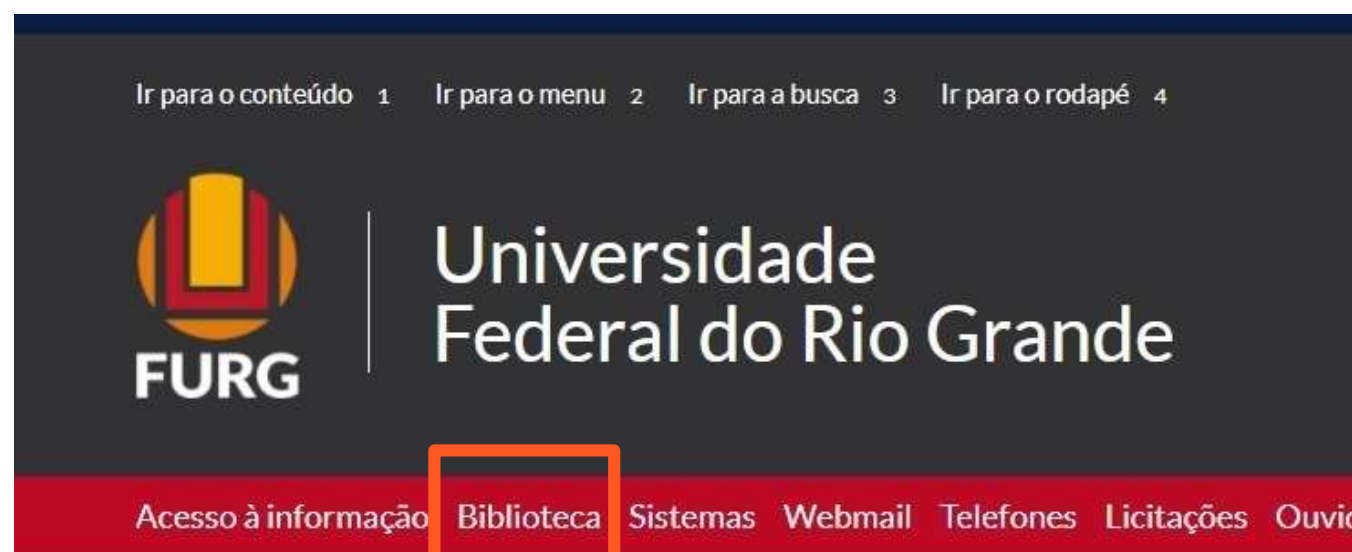 Ir para o conteúdo 1 Ir para o menu 2 Ir para a busca 3 Ir para o rodapé 4
FURG
Universidade
Federal do Rio Grande
Acesso à informação Biblioteca Sistemas Webmail Telefones Licitações